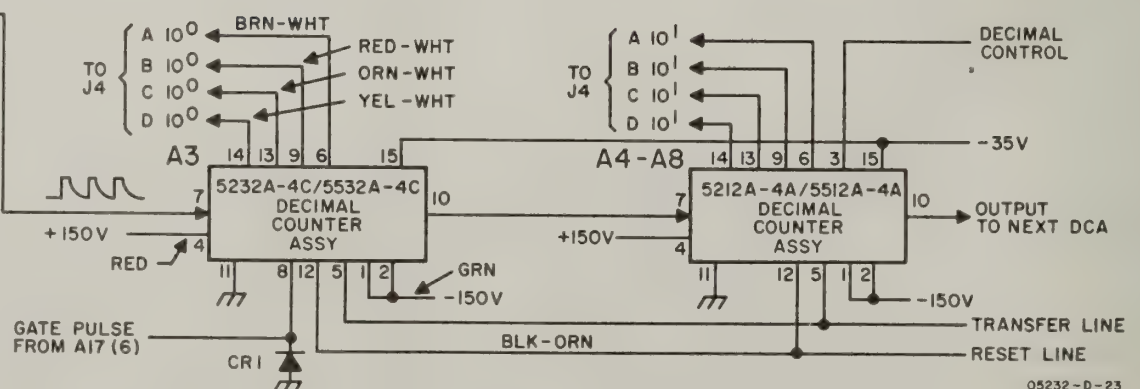 BRN-WHT
A 10⁰
B 10⁰
C 10⁰
D 10⁰
TO
J4
RED-WHT
ORN-WHT
YEL-WHT
A3
14 13 9 6 15
7
5232A-4C/5532A-4C
DECIMAL
COUNTER
ASSY
10
+150V
4
RED
11 8 12 5 1 2
GRN
-150V
GATE PULSE
FROM A17 (6)
CR1
BLK-ORN
A 10¹
B 10¹
C 10¹
D 10¹
TO
J4
DECIMAL
CONTROL
-35V
A4-A8
14 13 9 6 3 15
7
5212A-4A/5512A-4A
DECIMAL
COUNTER
ASSY
10
OUTPUT
TO NEXT DCA
+150V
4
11 12 5 1 2
-150V
TRANSFER LINE
RESET LINE
05232-D-23